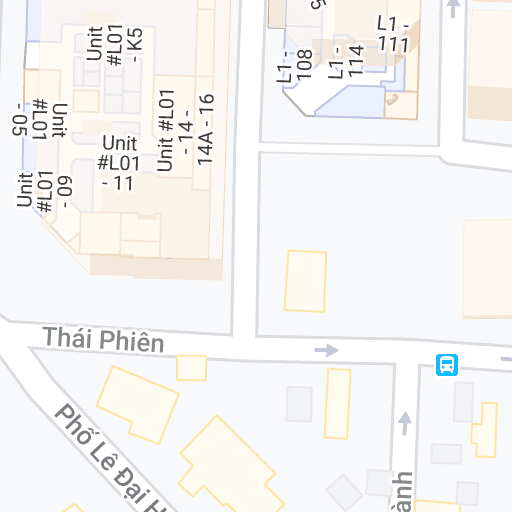 Unit
#L01
- K5
Unit
#L01
- 05
Unit
#L01
- 11
Unit #L01
- 14 -
14A - 16
Unit
#L01
- 09
L1 -
108
L1 -
114
L1 -
111
Thái Phiên
Phố Lê Đại